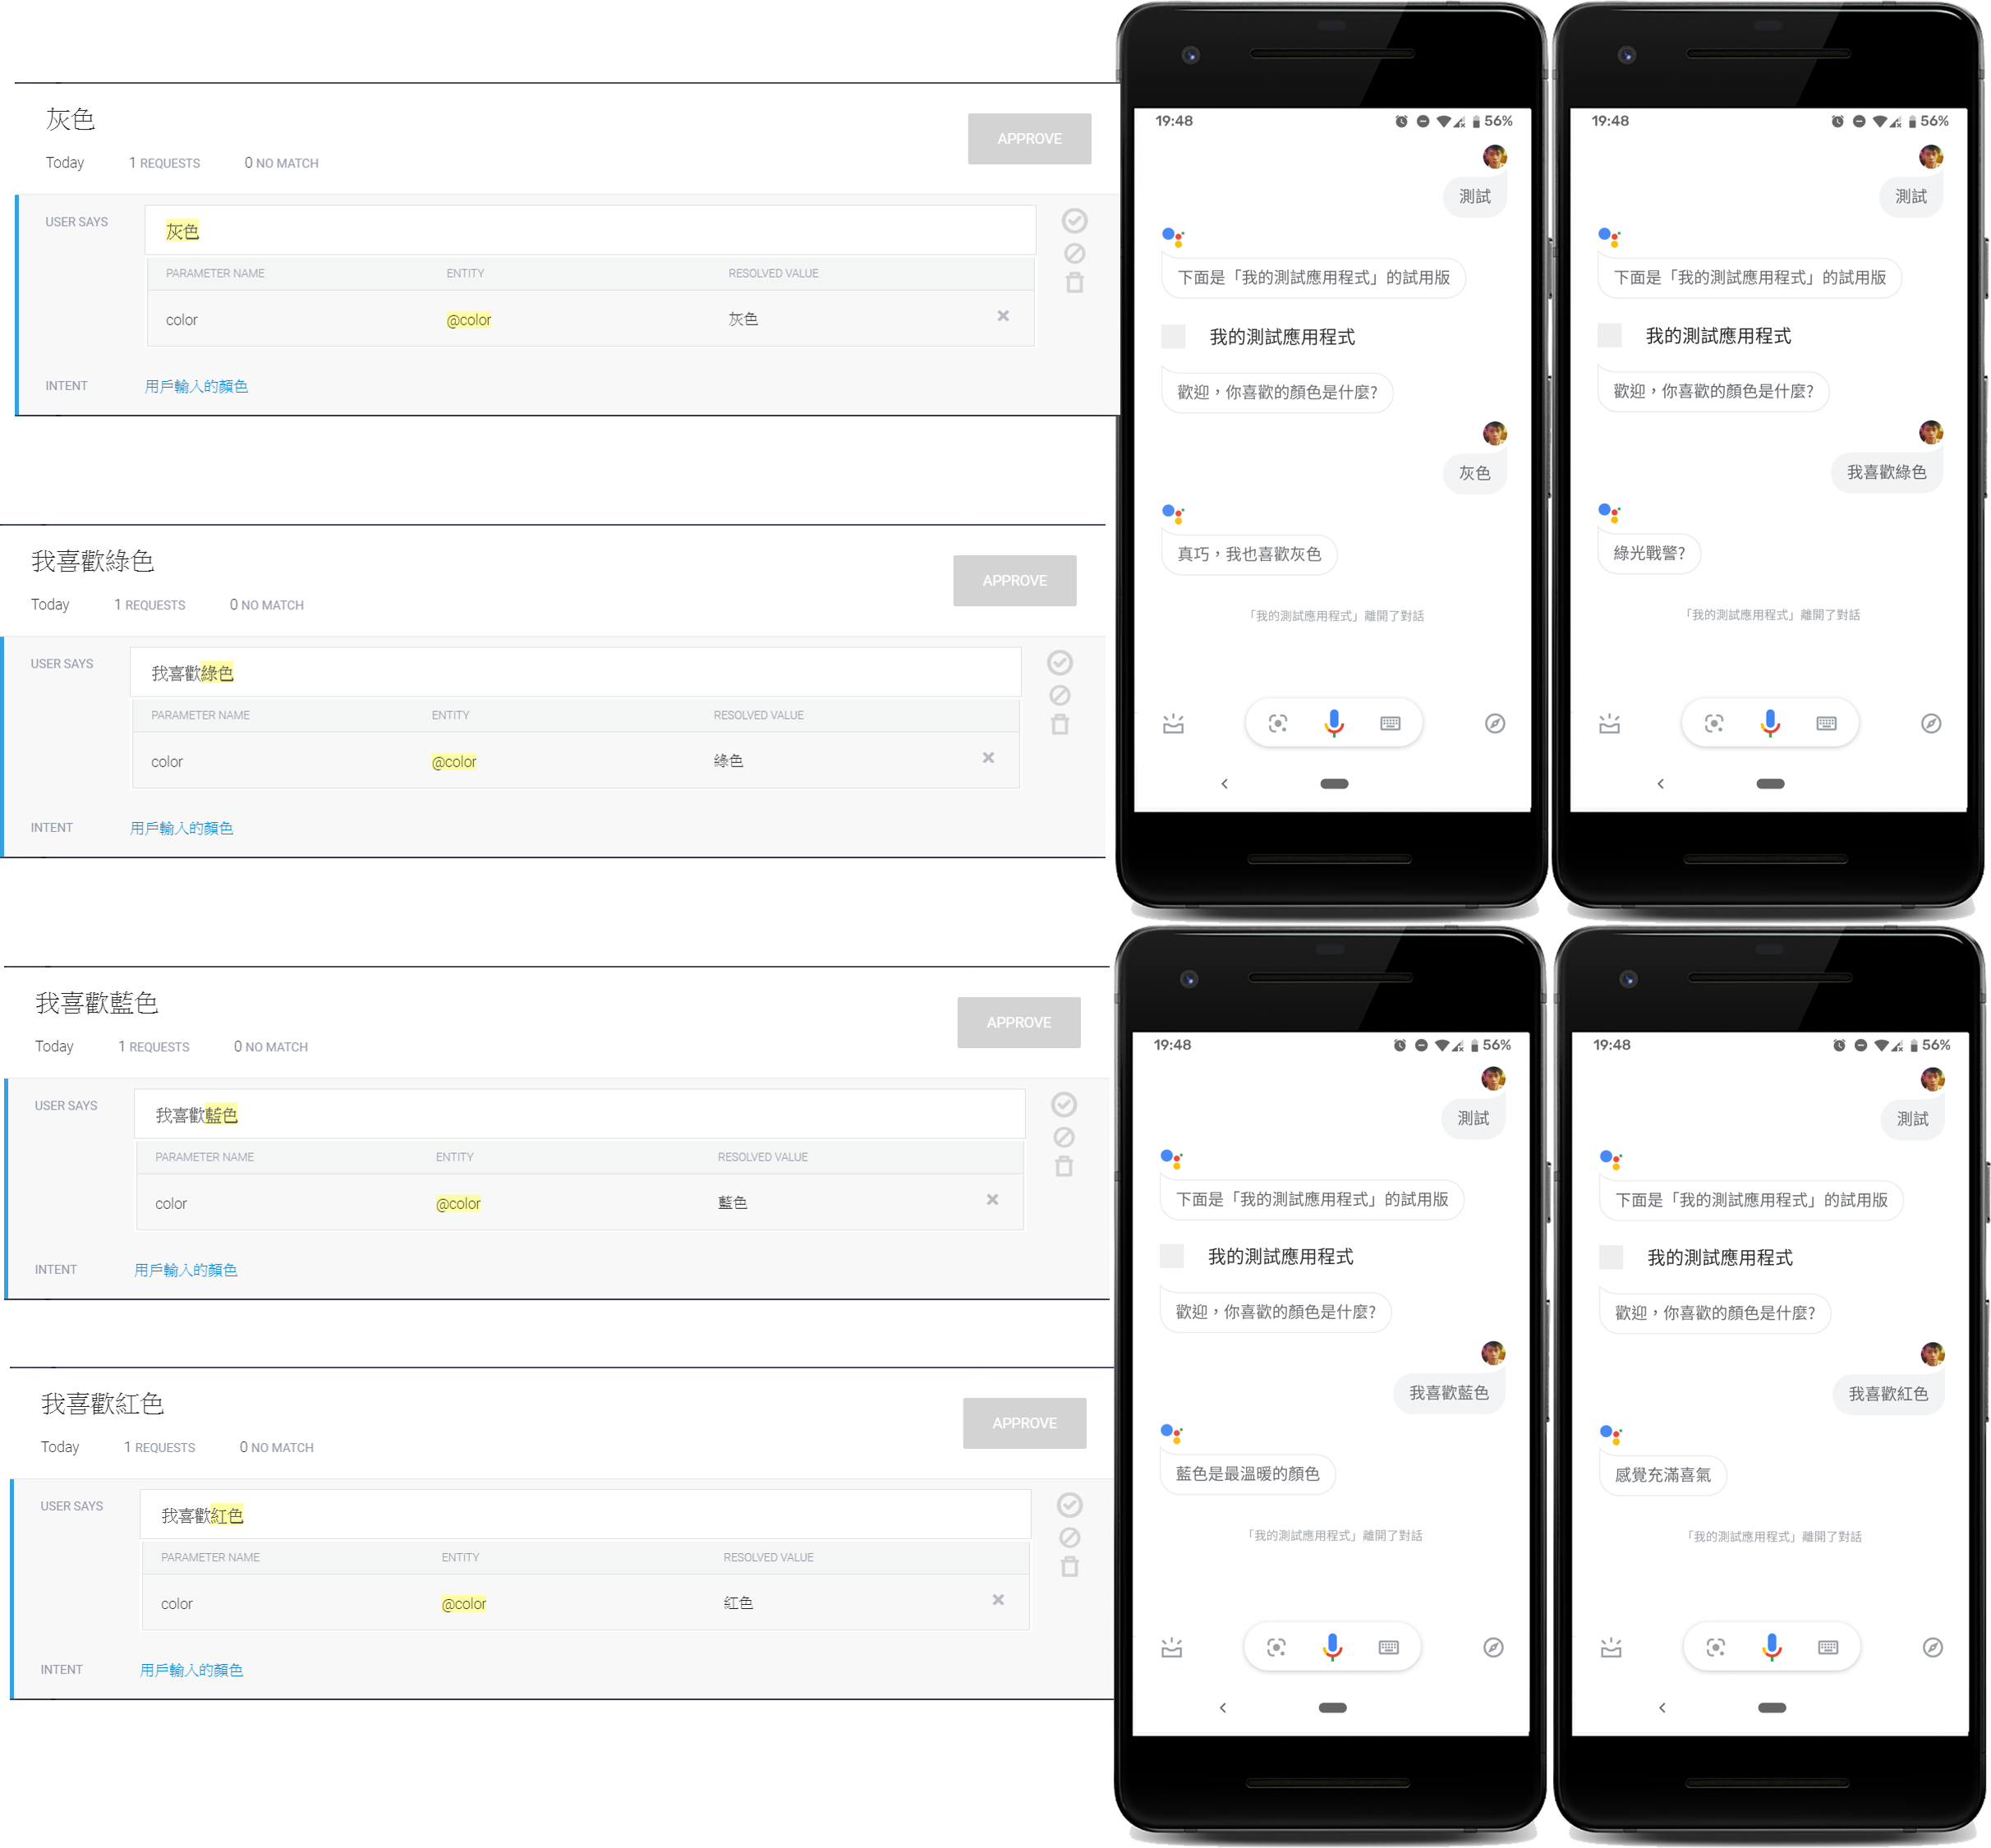 灰色
APPROVE
Today 1 REQUESTS 0 NO MATCH
USER SAYS 灰色
PARAMETER NAME ENTITY RESOLVED VALUE
color @color 灰色
INTENT 用戶輸入的顏色
我喜歡綠色
APPROVE
Today 1 REQUESTS 0 NO MATCH
USER SAYS 我喜歡綠色
PARAMETER NAME ENTITY RESOLVED VALUE
color @color 綠色
INTENT 用戶輸入的顏色
我喜歡藍色
APPROVE
Today 1 REQUESTS 0 NO MATCH
USER SAYS 我喜歡藍色
PARAMETER NAME ENTITY RESOLVED VALUE
color @color 藍色
INTENT 用戶輸入的顏色
我喜歡紅色
APPROVE
Today 1 REQUESTS 0 NO MATCH
USER SAYS 我喜歡紅色
PARAMETER NAME ENTITY RESOLVED VALUE
color @color 紅色
INTENT 用戶輸入的顏色
19:48 56%
測試
下面是「我的測試應用程式」的試用版
我的測試應用程式
歡迎，你喜歡的顏色是什麼?
灰色
真巧，我也喜歡灰色
「我的測試應用程式」離開了對話
19:48 56%
測試
下面是「我的測試應用程式」的試用版
我的測試應用程式
歡迎，你喜歡的顏色是什麼?
我喜歡綠色
綠光戰警?
「我的測試應用程式」離開了對話
19:48 56%
測試
下面是「我的測試應用程式」的試用版
我的測試應用程式
歡迎，你喜歡的顏色是什麼?
我喜歡藍色
藍色是最溫暖的顏色
「我的測試應用程式」離開了對話
19:48 56%
測試
下面是「我的測試應用程式」的試用版
我的測試應用程式
歡迎，你喜歡的顏色是什麼?
我喜歡紅色
感覺充滿喜氣
「我的測試應用程式」離開了對話